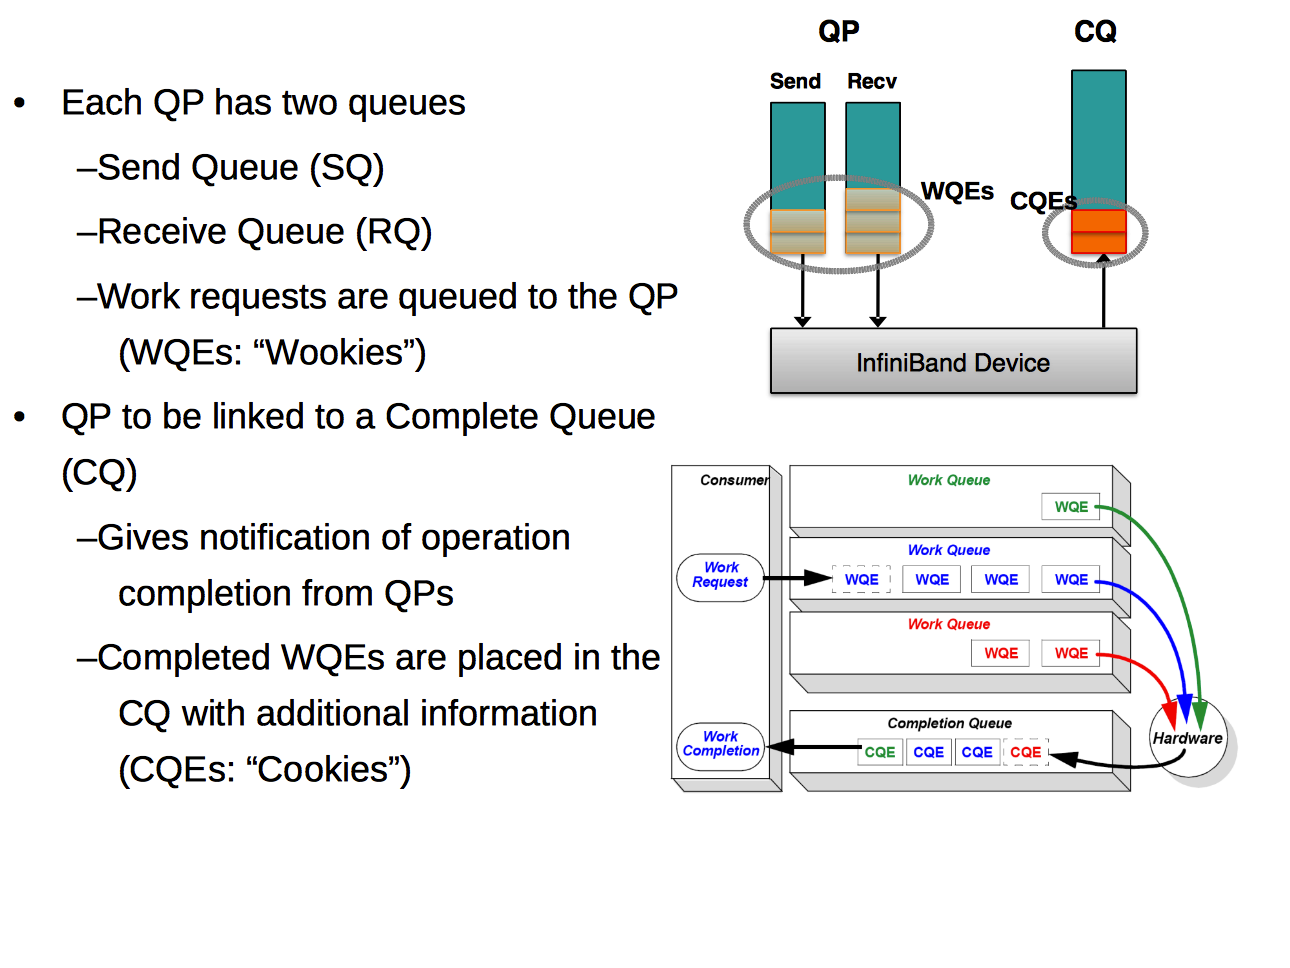 • Each QP has two queues
–Send Queue (SQ)
–Receive Queue (RQ)
–Work requests are queued to the QP
(WQEs: “Wookies”)
• QP to be linked to a Complete Queue
(CQ)
–Gives notification of operation
completion from QPs
–Completed WQEs are placed in the
CQ with additional information
(CQEs: “Cookies”)
QP
CQ
Send
Recv
WQEs
CQEs
InfiniBand Device
Consumer
Work Queue
WQE
Work
Request
Work Queue
WQE
WQE
WQE
WQE
Work Queue
WQE
WQE
Work
Completion
Completion Queue
CQE
CQE
CQE
CQE
Hardware